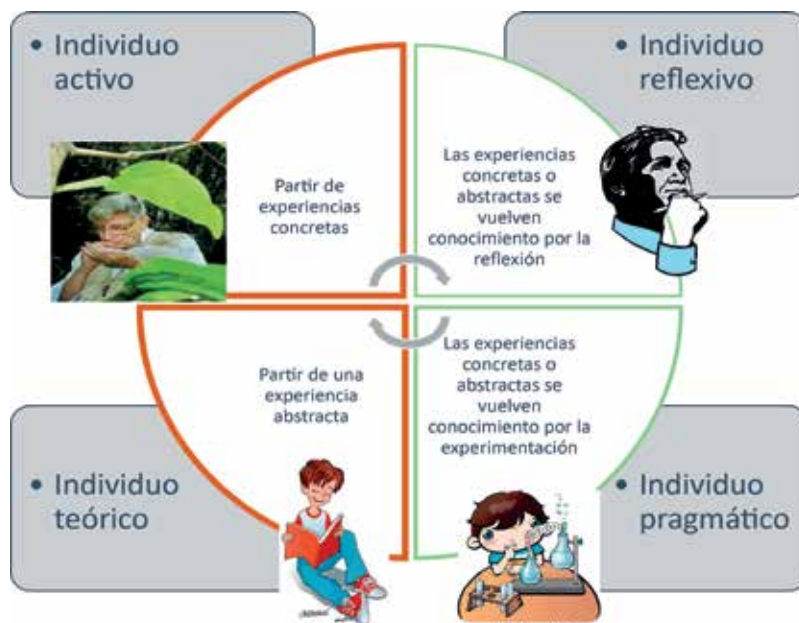 • Individuo
activo
• Individuo
reflexivo
Partir de
experiencias
concretas
Las experiencias
concretas o
abstractas se
vuelven
conocimiento por la
reflexión
Partir de una
experiencia
abstracta
Las experiencias
concretas o
abstractas se
vuelven
conocimiento por la
experimentación
• Individuo
teórico
• Individuo
pragmático